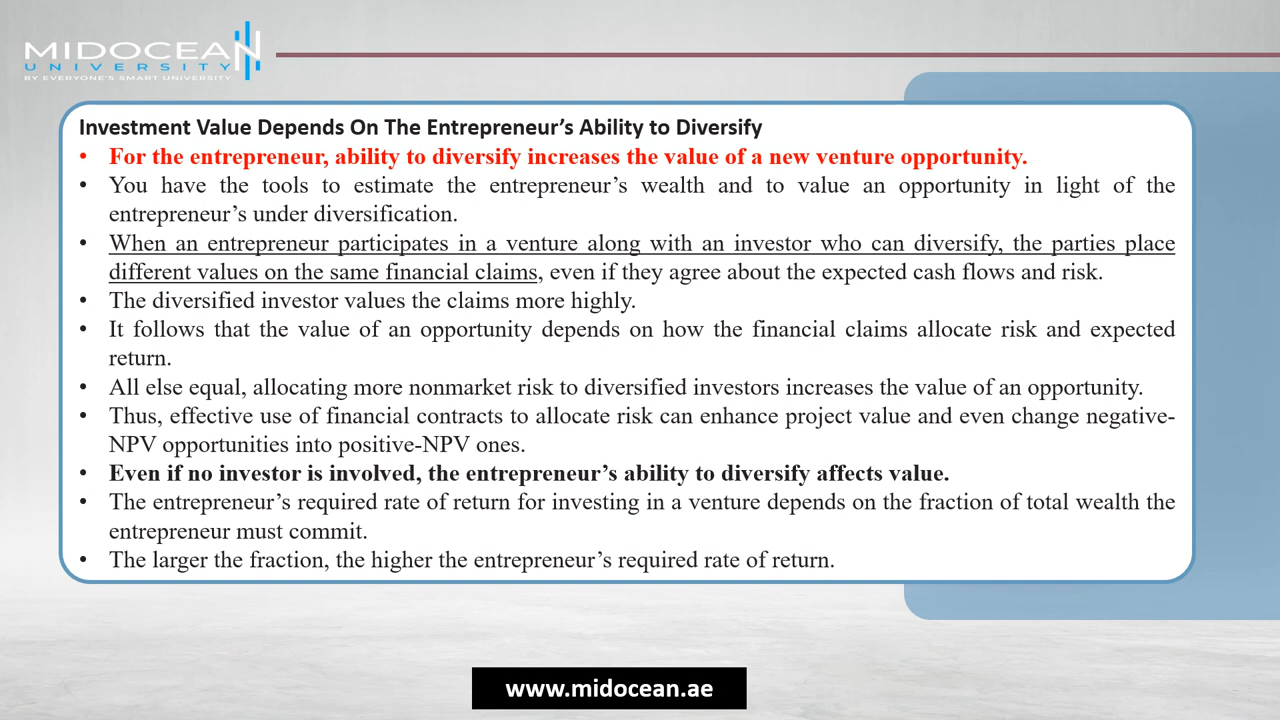 MIDOCEAN
UNIVERSITY
BY EVERYONE'S SMART UNIVERSITY
Investment Value Depends On The Entrepreneur’s Ability to Diversify
• For the entrepreneur, ability to diversify increases the value of a new venture opportunity.
• You have the tools to estimate the entrepreneur’s wealth and to value an opportunity in light of the
entrepreneur’s under diversification.
• When an entrepreneur participates in a venture along with an investor who can diversify, the parties place
different values on the same financial claims, even if they agree about the expected cash flows and risk.
• The diversified investor values the claims more highly.
• It follows that the value of an opportunity depends on how the financial claims allocate risk and expected
return.
• All else equal, allocating more nonmarket risk to diversified investors increases the value of an opportunity.
• Thus, effective use of financial contracts to allocate risk can enhance project value and even change negative-
NPV opportunities into positive-NPV ones.
• Even if no investor is involved, the entrepreneur’s ability to diversify affects value.
• The entrepreneur’s required rate of return for investing in a venture depends on the fraction of total wealth the
entrepreneur must commit.
• The larger the fraction, the higher the entrepreneur’s required rate of return.
www.midocean.ae